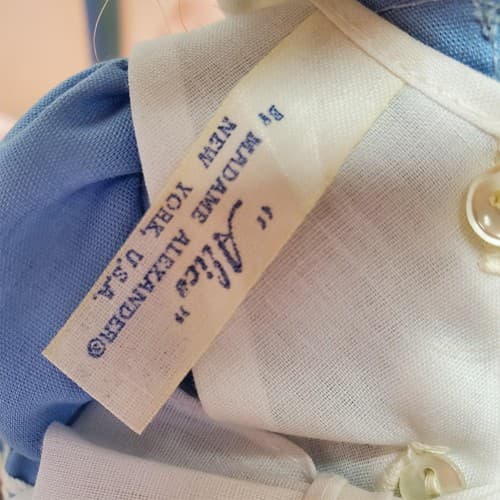 "Alice"
By MADAME ALEXANDER®
NEW YORK U.S.A.